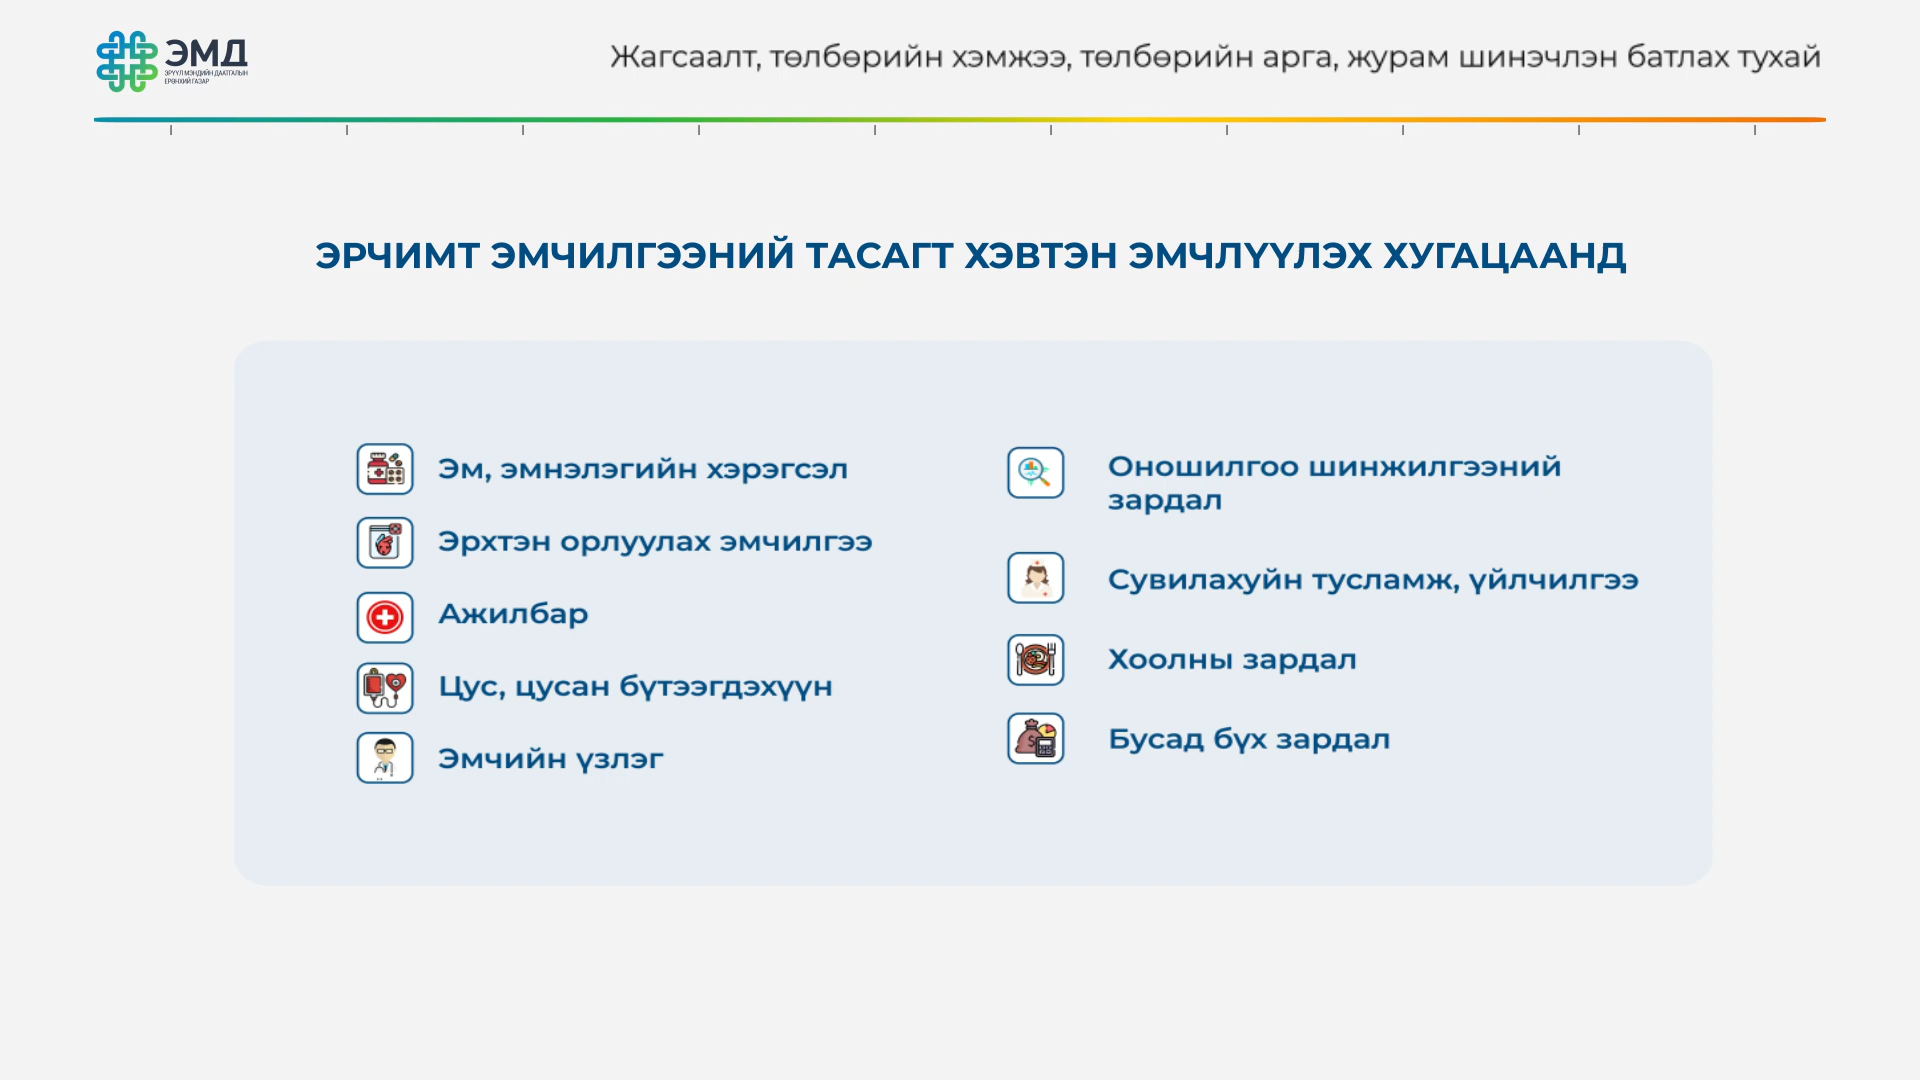 ЭМД
ЭРҮҮЛ МЭНДИЙН ДААТГАЛЫН
ЕРӨНХИЙ ГАЗАР
Жагсаалт, төлбөрийн хэмжээ, төлбөрийн арга, журам шинэчлэн батлах тухай
ЭРЧИМТ ЭМЧИЛГЭЭНИЙ ТАСАГТ ХЭВТЭН ЭМЧЛҮҮЛЭХ ХУГАЦААНД
Эм, эмнэлэгийн хэрэгсэл
Эрхтэн орлуулах эмчилгээ
Ажилбар
Цус, цусан бүтээгдэхүүн
Эмчийн үзлэг
Оношилгоо шинжилгээний
зардал
Сувилахуйн тусламж, үйлчилгээ
Хоолны зардал
Бусад бүх зардал